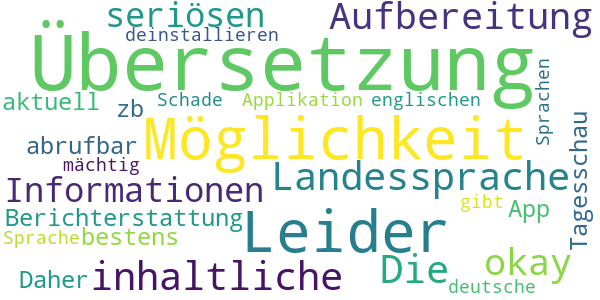 seriösen Aufbereitung
deinstallieren
Übersetzung
aktuell zb Schade Applikation englischen Sprachen
abrufbar Möglichkeit Tagesschau
mächtig
Informationen Landessprache
Berichterstattung Leider gibt App
Sprache bestens
Daher inhaltliche Die okay
deutsche